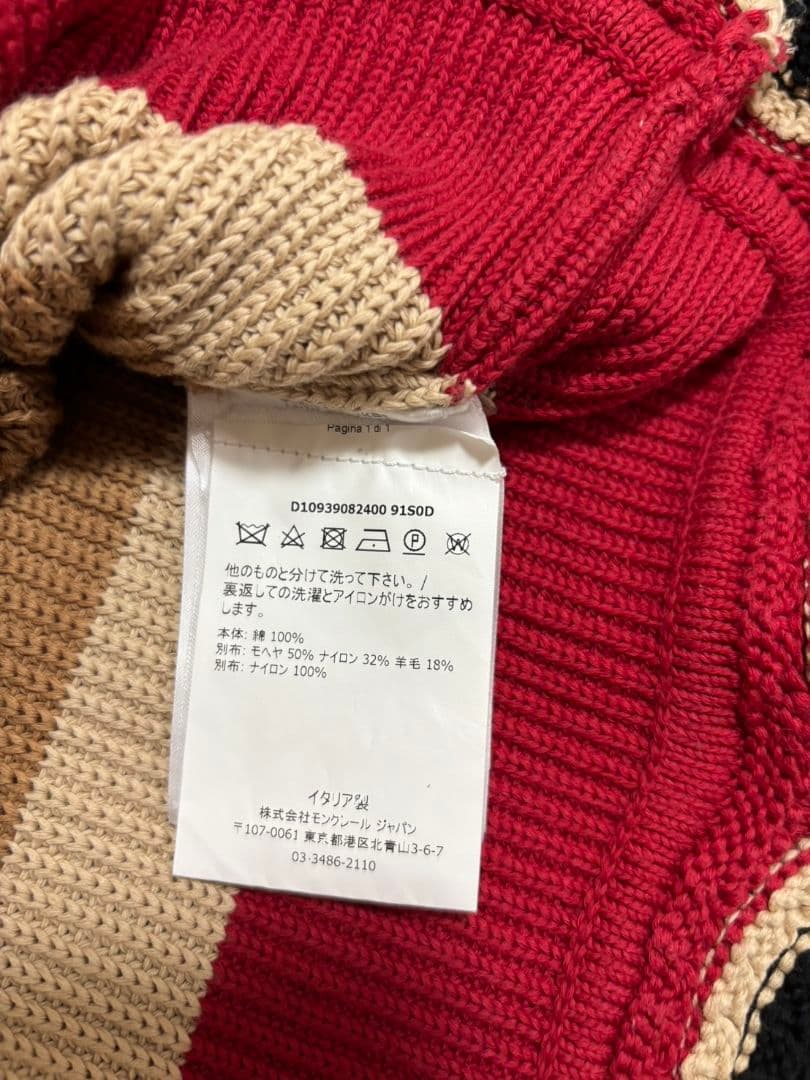 Pagina 1 di 1
D10939082400 91S0D
他のものと分けて洗って下さい。/
裏返しての洗濯とアイロンがけをおすすめ
します。
本体: 綿 100%
別布: モヘヤ 50% ナイロン 32% 羊毛 18%
別布: ナイロン 100%
イタリア製
株式会社モンクレール ジャパン
〒107-0061 東京都港区北青山3-6-7
03-3486-2110